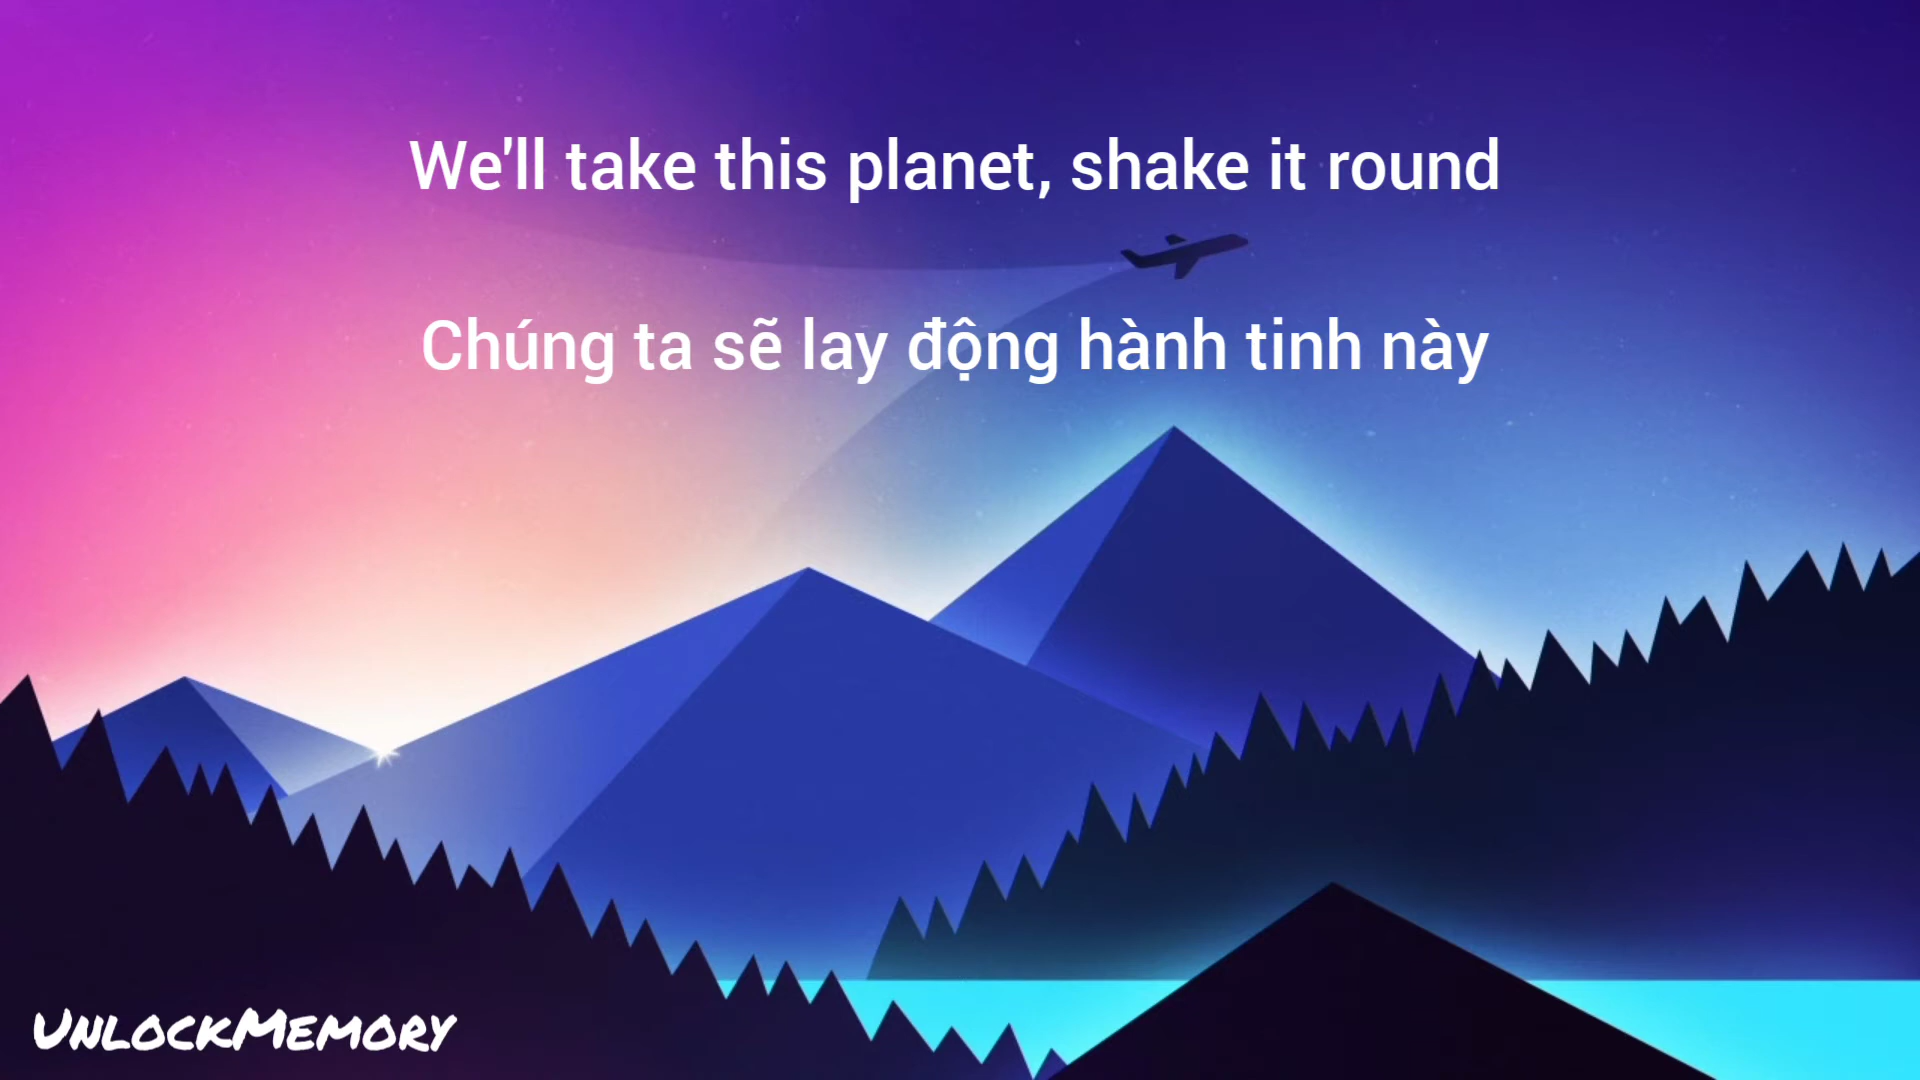 We'll take this planet, shake it round
Chúng ta sẽ lay động hành tinh này
UnlockMemory